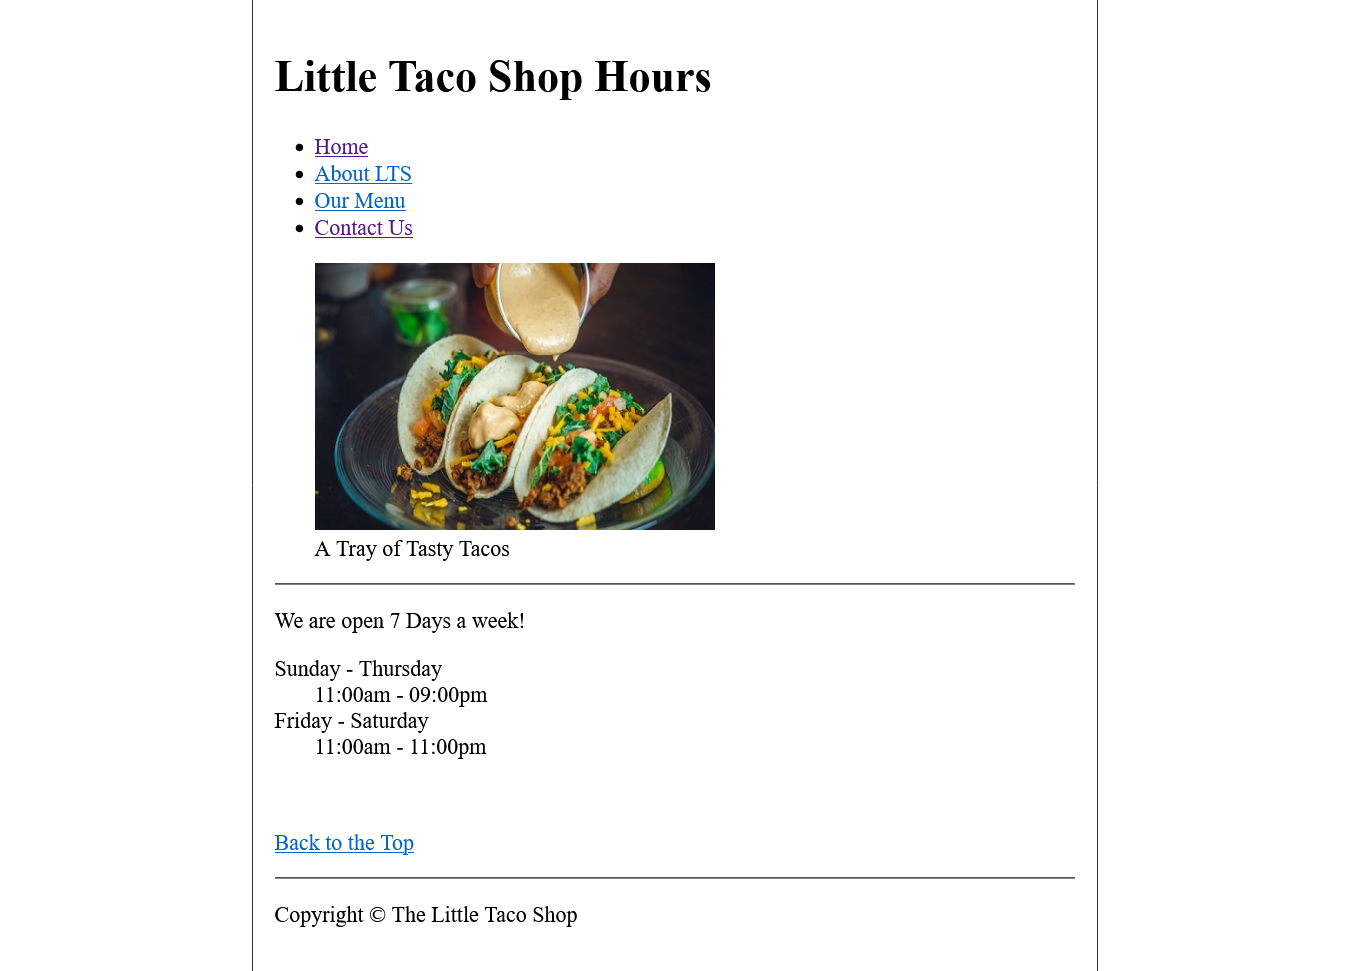 Little Taco Shop Hours
Home
About LTS
Our Menu
Contact Us
A Tray of Tasty Tacos
We are open 7 Days a week!
Sunday - Thursday
11:00am - 09:00pm
Friday - Saturday
11:00am - 11:00pm
Back to the Top
Copyright © The Little Taco Shop